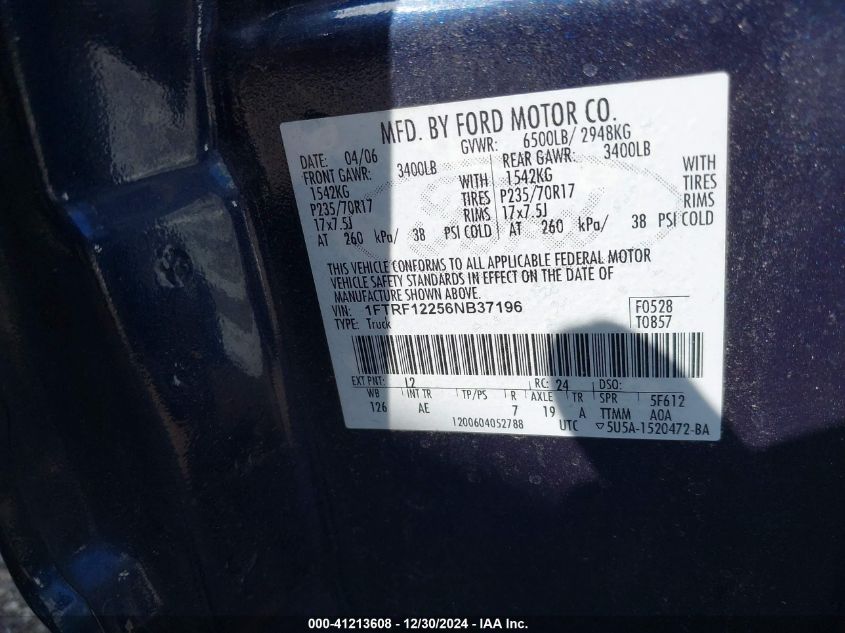 MFD. BY FORD MOTOR CO.
DATE: 04/06 GVWR: 6500LB/ 2948KG
FRONT GAWR: 3400LB REAR GAWR: 3400LB
1542KG WITH 1542KG WITH
P235/70R17 TIRES P235/70R17 TIRES
17x7.5J RIMS 17x7.5J RIMS
AT 260 kPa/ 38 PSI COLD AT 260 kPa/ 38 PSI COLD
THIS VEHICLE CONFORMS TO ALL APPLICABLE FEDERAL MOTOR
VEHICLE SAFETY STANDARDS IN EFFECT ON THE DATE OF
MANUFACTURE SHOWN ABOVE.
VIN: 1FTRF12256NB37196 F0528
TYPE: Truck T0857
EXT PNT: L2 RC: 24 DSO:
WB INT TR TP/PS R AXLE TR SPR 5F612
126 AE 7 19 A TTMM A0A
1200604052788 UTC ▽5U5A-1520472-BA
000-41213608 - 12/30/2024 - IAA Inc.